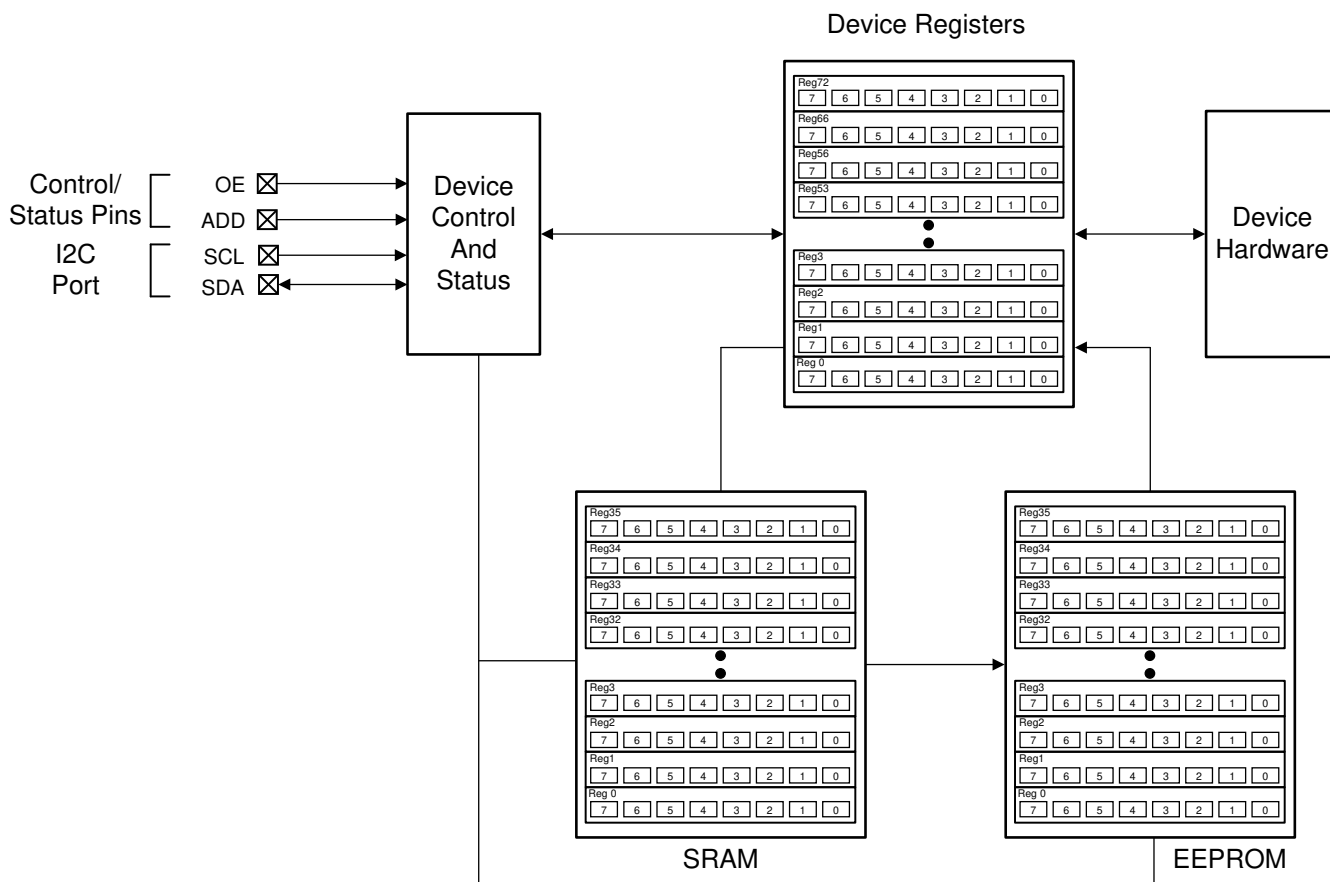 Device Registers
Reg72
7 6 5 4 3 2 1 0
Reg66
7 6 5 4 3 2 1 0
Reg56
7 6 5 4 3 2 1 0
Reg53
7 6 5 4 3 2 1 0
Reg3
7 6 5 4 3 2 1 0
Reg2
7 6 5 4 3 2 1 0
Reg1
7 6 5 4 3 2 1 0
Reg 0
7 6 5 4 3 2 1 0
Control/
Status Pins
OE
ADD
I2C
Port
SCL
SDA
Device
Control
And
Status
Device
Hardware
Reg35
7 6 5 4 3 2 1 0
Reg34
7 6 5 4 3 2 1 0
Reg33
7 6 5 4 3 2 1 0
Reg32
7 6 5 4 3 2 1 0
Reg3
7 6 5 4 3 2 1 0
Reg2
7 6 5 4 3 2 1 0
Reg1
7 6 5 4 3 2 1 0
Reg 0
7 6 5 4 3 2 1 0
SRAM
Reg35
7 6 5 4 3 2 1 0
Reg34
7 6 5 4 3 2 1 0
Reg33
7 6 5 4 3 2 1 0
Reg32
7 6 5 4 3 2 1 0
Reg3
7 6 5 4 3 2 1 0
Reg2
7 6 5 4 3 2 1 0
Reg1
7 6 5 4 3 2 1 0
Reg 0
7 6 5 4 3 2 1 0
EEPROM